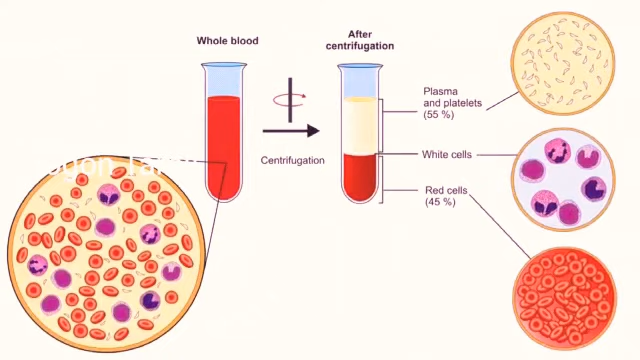 Whole blood
After
centrifugation
Centrifugation
Plasma
and platelets
(55 %)
White cells
Red cells
(45 %)